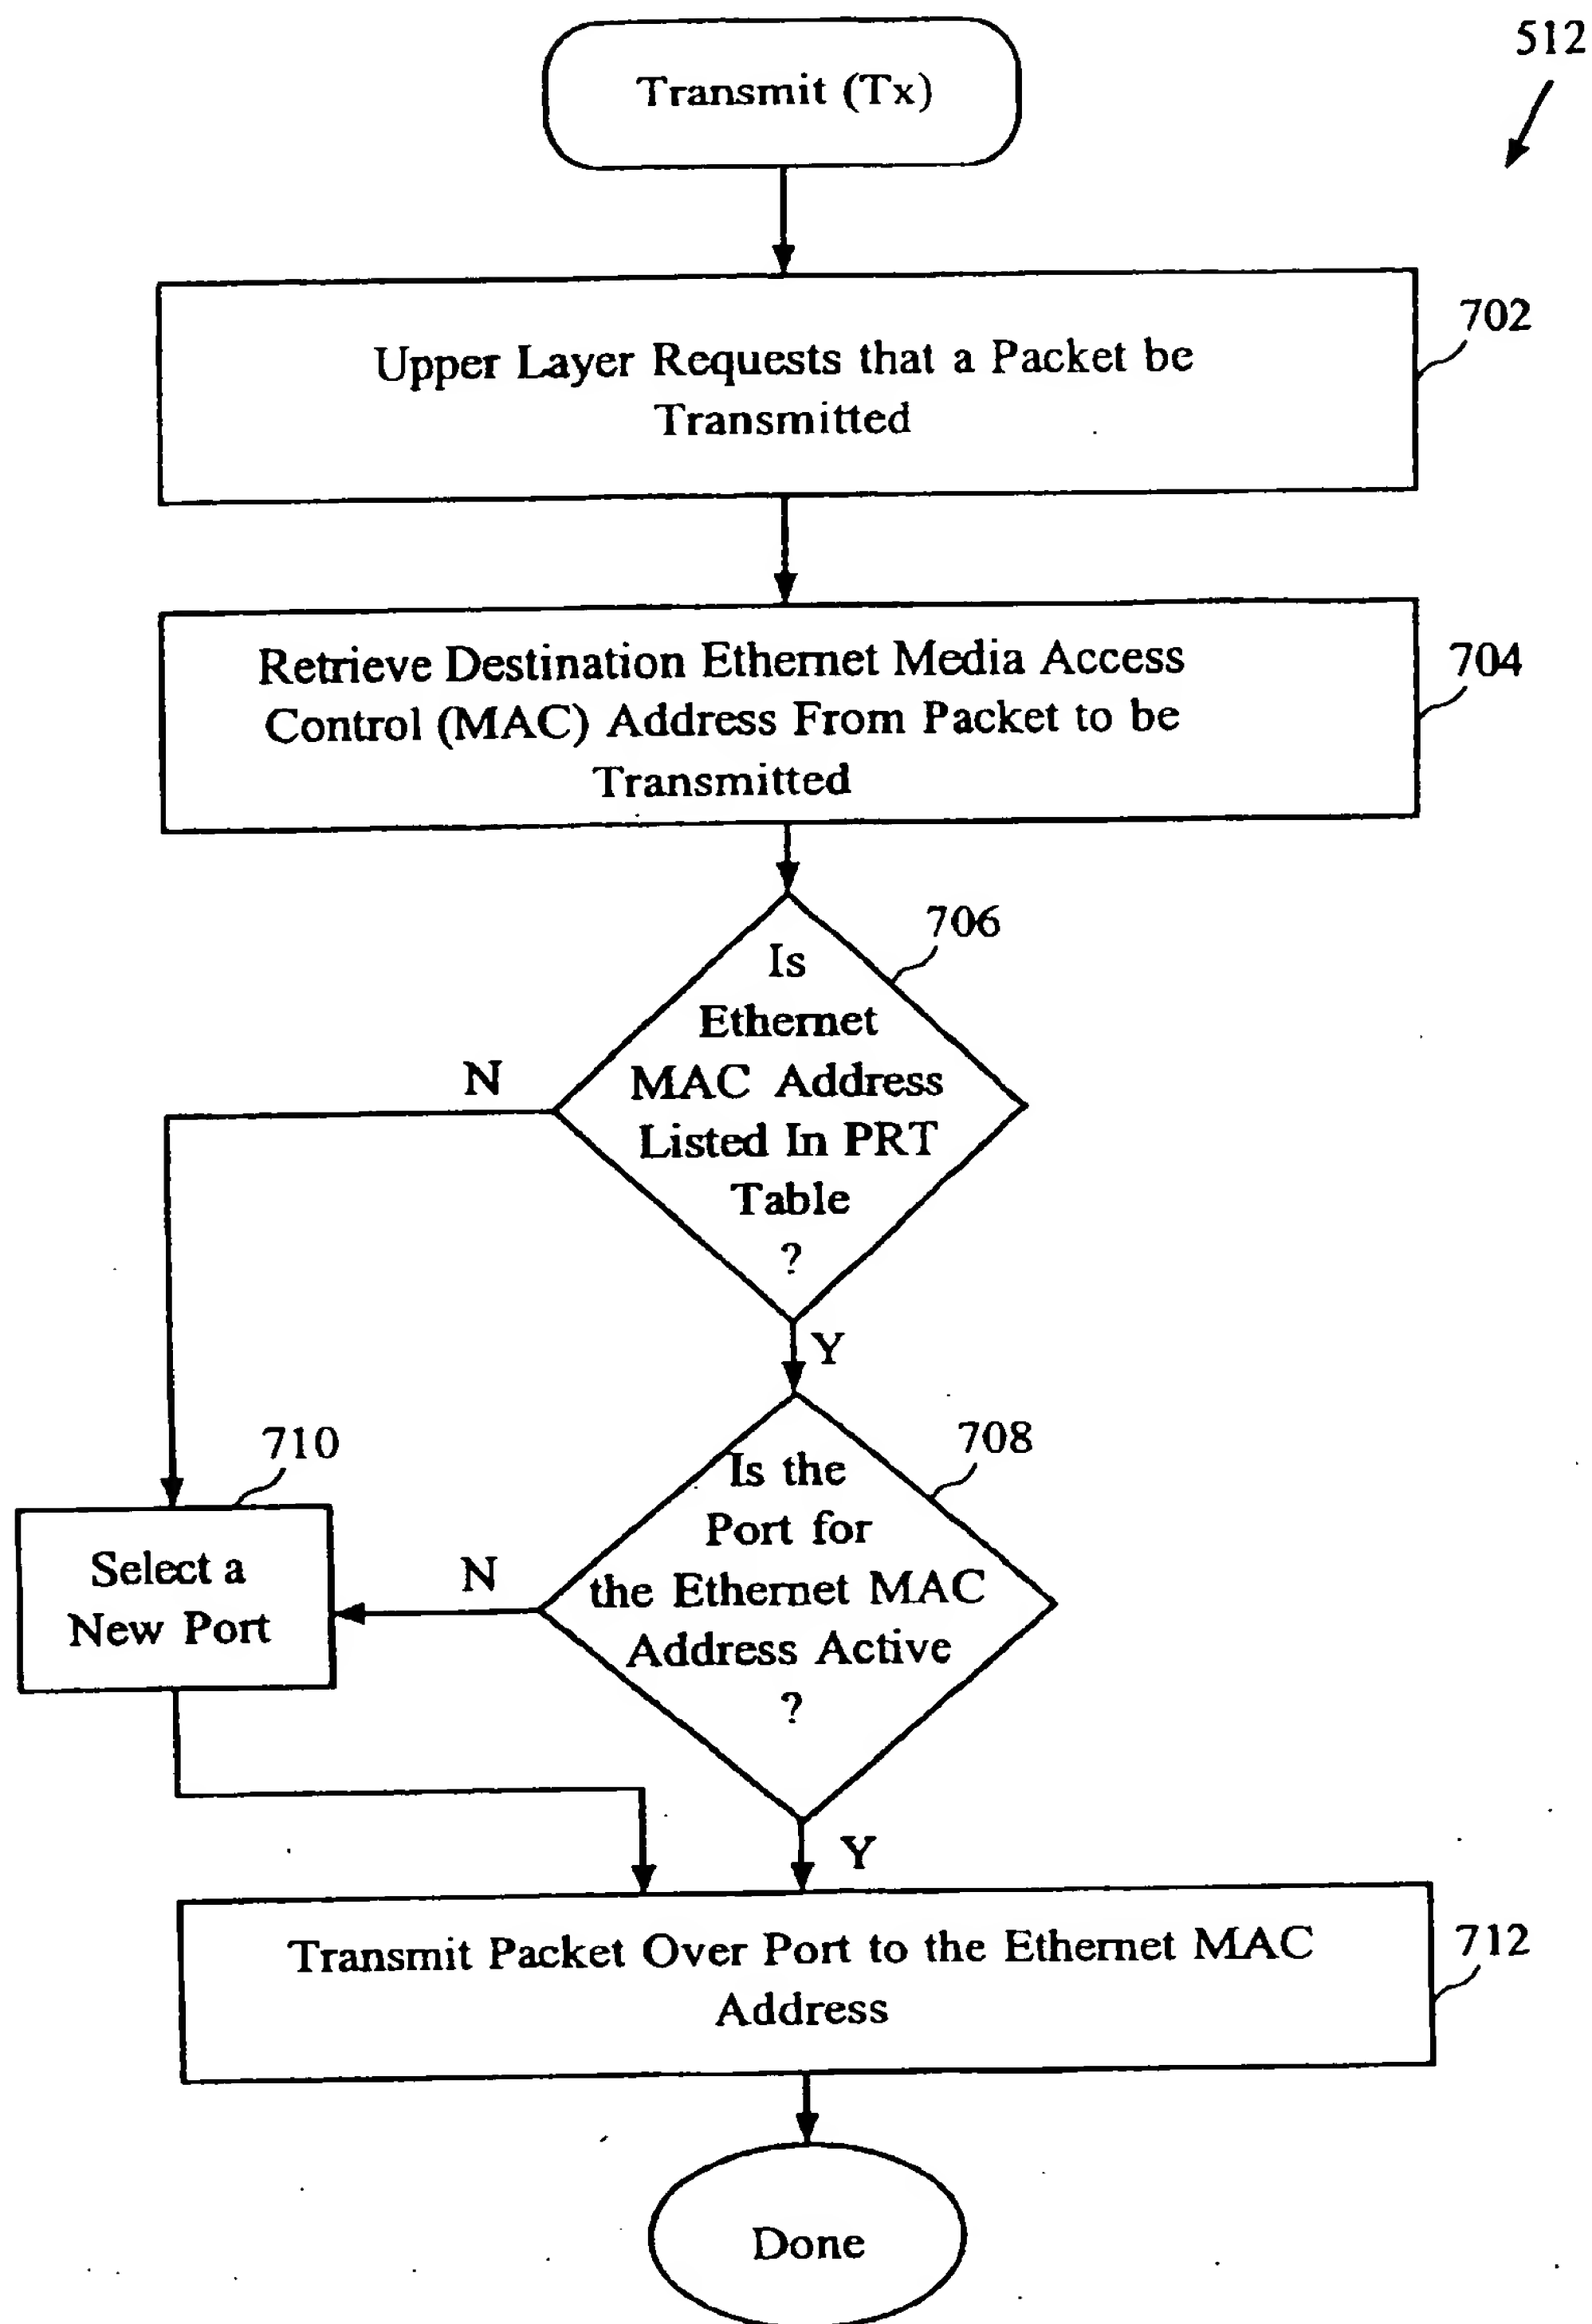 512
Transmit (Tx)
702
Upper Layer Requests that a Packet be
Transmitted
704
Retrieve Destination Ethernet Media Access
Control (MAC) Address From Packet to be
Transmitted
706
Is
Ethernet
MAC Address
Listed In PRT
Table
?
N
Y
710
Select a
New Port
708
Is the
Port for
the Ethernet MAC
Address Active
?
N
Y
712
Transmit Packet Over Port to the Ethernet MAC
Address
Done